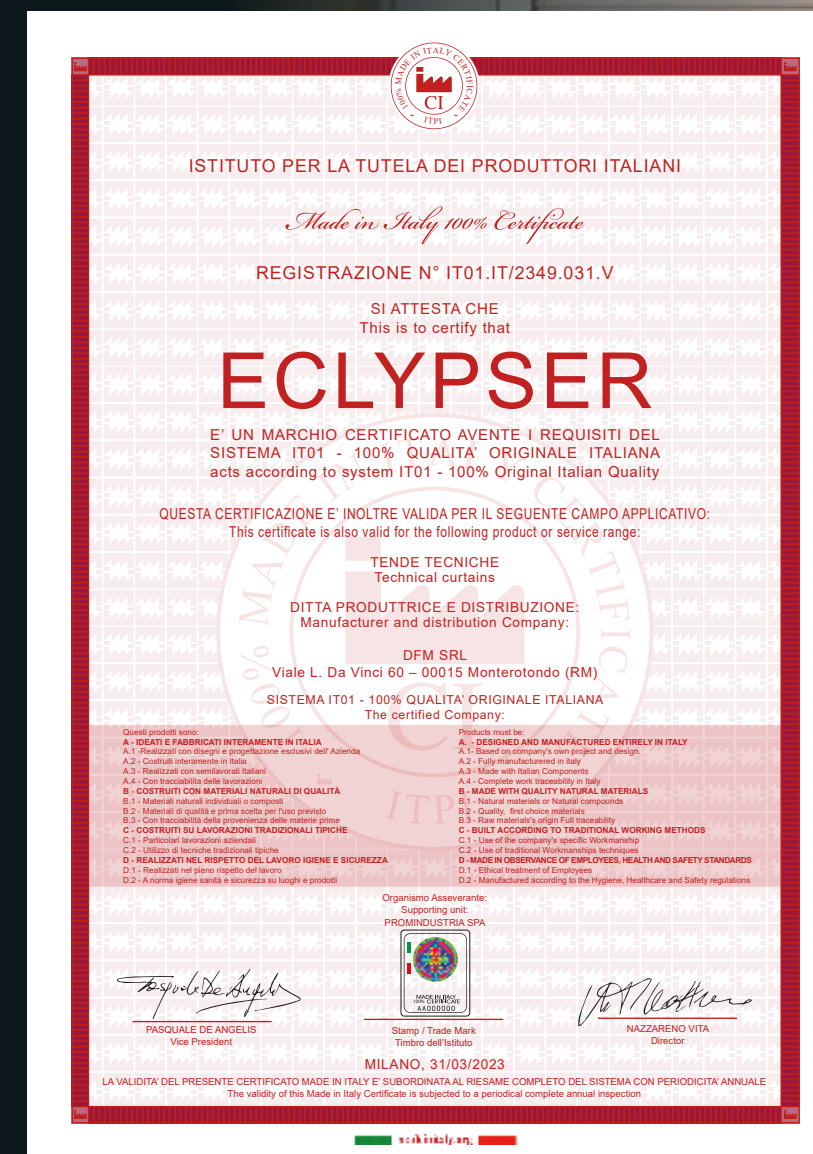 100% MADE IN ITALY CERTIFICATE
CI
ITPI
ISTITUTO PER LA TUTELA DEI PRODUTTORI ITALIANI
Made in Italy 100% Certificate
REGISTRAZIONE N° IT01.IT/2349.031.V
SI ATTESTA CHE
This is to certify that
ECLYPSER
E' UN MARCHIO CERTIFICATO AVENTE I REQUISITI DEL
SISTEMA IT01 - 100% QUALITA' ORIGINALE ITALIANA
acts according to system IT01 - 100% Original Italian Quality
QUESTA CERTIFICAZIONE E' INOLTRE VALIDA PER IL SEGUENTE CAMPO APPLICATIVO:
This certificate is also valid for the following product or service range:
TENDE TECNICHE
Technical curtains
DITTA PRODUTTRICE E DISTRIBUZIONE:
Manufacturer and distribution Company:
DFM SRL
Viale L. Da Vinci 60 – 00015 Monterotondo (RM)
SISTEMA IT01 - 100% QUALITA' ORIGINALE ITALIANA
The certified Company:
Questi prodotti sono:
A - IDEATI E FABBRICATI INTERAMENTE IN ITALIA
A.1 -Realizzati con disegni e progettazione esclusivi dell' Azienda
A.2 - Costruiti interamente in Italia
A.3 - Realizzati con semilavorati Italiani
A.4 - Con tracciabilita delle lavorazioni
B - COSTRUITI CON MATERIALI NATURALI DI QUALITÀ
B.1 - Materiali naturali individuali o composti
B.2 - Materiali di qualità e prima scelta per l'uso previsto
B.3 - Con tracciabilità della provenienza delle materie prime
C - COSTRUITI SU LAVORAZIONI TRADIZIONALI TIPICHE
C.1 - Particolari lavorazioni aziendali
C.2 - Utilizzo di tecniche tradizionali tipiche
D - REALIZZATI NEL RISPETTO DEL LAVORO IGIENE E SICUREZZA
D.1 - Realizzati nel pieno rispetto del lavoro
D.2 - A norma igiene sanità e sicurezza su luoghi e prodotti
Products must be:
A. - DESIGNED AND MANUFACTURED ENTIRELY IN ITALY
A.1- Based on company's own project and design.
A.2 - Fully manufacturered in italy
A.3 - Made with Italian Components
A.4 - Complete work traceability in Italy
B - MADE WITH QUALITY NATURAL MATERIALS
B.1 - Natural materials or Natural compounds
B.2 - Quality, first choice materials
B.3 - Raw materials's origin Full traceability
C - BUILT ACCORDING TO TRADITIONAL WORKING METHODS
C.1 - Use of the company's specific Workmanship
C.2 - Use of traditional Workmanships techniques
D - MADE IN OBSERVANCE OF EMPLOYEES, HEALTH AND SAFETY STANDARDS
D.1 - Ethical treatment of Employees
D.2 - Manufactured according to the Hygiene, Healthcare and Safety regulations
Organismo Asseverante:
Supporting unit:
PROMINDUSTRIA SPA
MADE IN ITALY
100% CERTIFICATE
AA000000
Pasquale De Angelis
PASQUALE DE ANGELIS
Vice President
Stamp / Trade Mark
Timbro dell'Istituto
NAZZARENO VITA
Director
MILANO, 31/03/2023
LA VALIDITA' DEL PRESENTE CERTIFICATO MADE IN ITALY E' SUBORDINATA AL RIESAME COMPLETO DEL SISTEMA CON PERIODICITA' ANNUALE
The validity of this Made in Italy Certificate is subjected to a periodical complete annual inspection